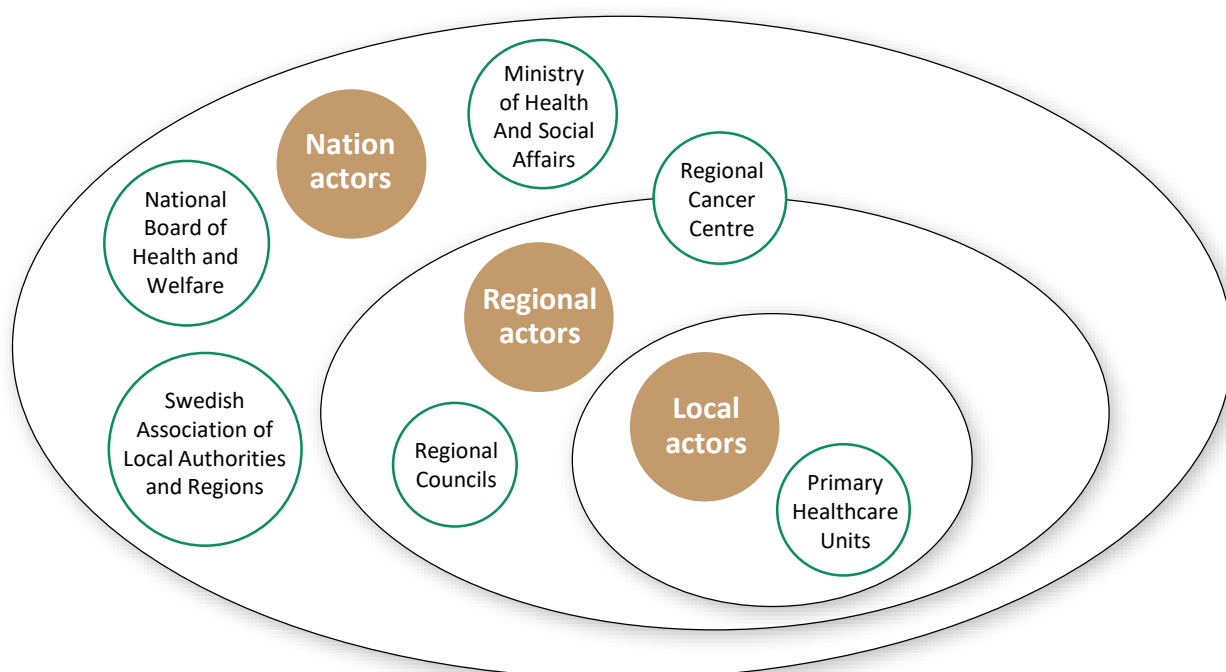 Ministry
of Health
And Social
Affairs
Nation
actors
Regional
Cancer
Centre
National
Board of
Health and
Welfare
Regional
actors
Swedish
Association of
Local Authorities
and Regions
Local
actors
Regional
Councils
Primary
Healthcare
Units